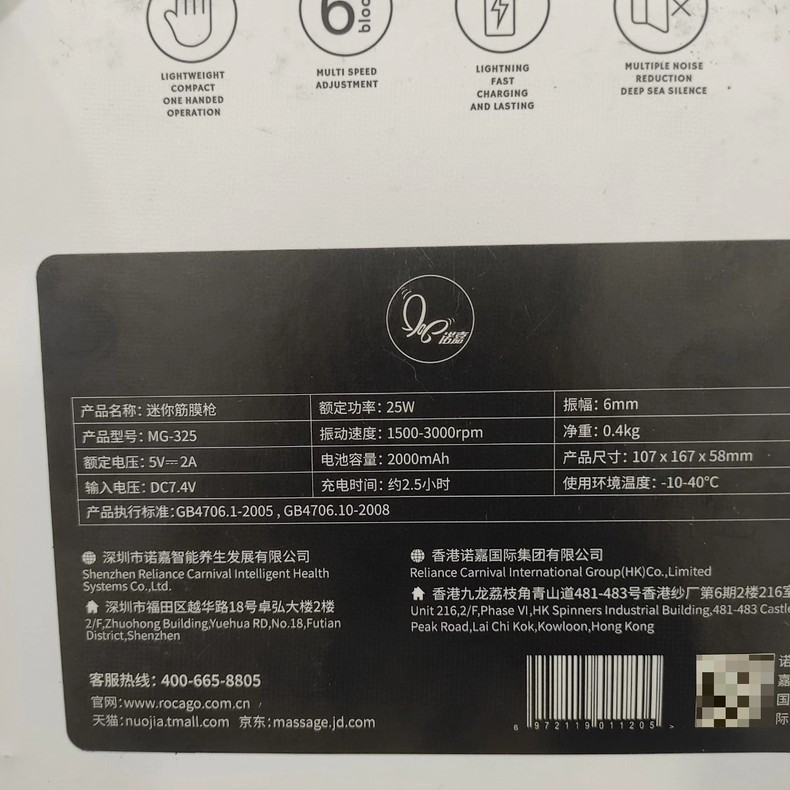 6
LIGHTWEIGHT
COMPACT
ONE HANDED
OPERATION
MULTI SPEED
ADJUSTMENT
LIGHTNING
FAST
CHARGING
AND LASTING
MULTIPLE NOISE
REDUCTION
DEEP SEA SILENCE
诺嘉
产品名称: 迷你筋膜枪
额定功率: 25W
振幅: 6mm
产品型号: MG-325
振动速度: 1500-3000rpm
净重: 0.4kg
额定电压: 5V⎓2A
电池容量: 2000mAh
产品尺寸: 107 x 167 x 58mm
输入电压: DC7.4V
充电时间: 约2.5小时
使用环境温度: -10-40℃
产品执行标准:GB4706.1-2005 , GB4706.10-2008
深圳市诺嘉智能养生发展有限公司
Shenzhen Reliance Carnival Intelligent Health
Systems Co.,Ltd.
深圳市福田区越华路18号卓弘大楼2楼
2/F,Zhuohong Building,Yuehua RD,No.18,Futian
District,Shenzhen
香港诺嘉国际集团有限公司
Reliance Carnival International Group(HK)Co.,Limited
香港九龙荔枝角青山道481-483号香港纱厂第6期2楼216室
Unit 216,2/F,Phase VI,HK Spinners Industrial Building,481-483 Castle
Peak Road,Lai Chi Kok,Kowloon,Hong Kong
客服热线: 400-665-8805
官网:www.rocago.com.cn
天猫:nuojia.tmall.com 京东:massage.jd.com
6 972119 011205 >
诺
嘉
国
际